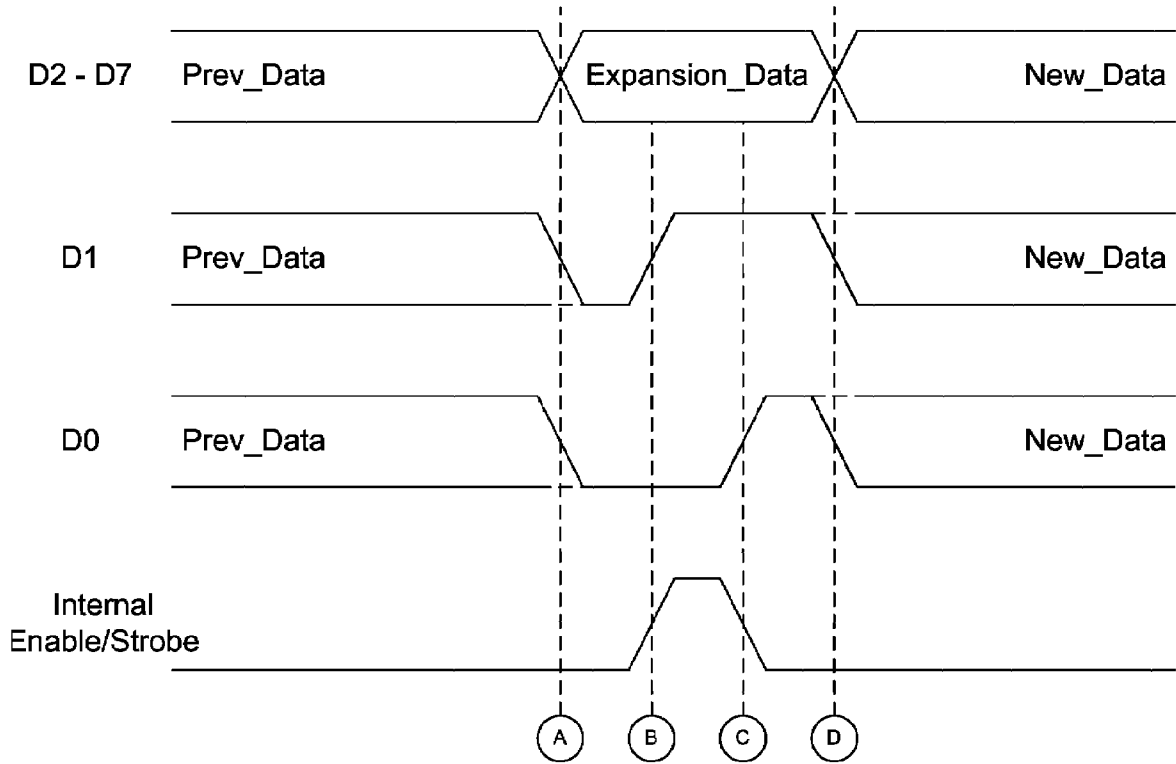 D2 - D7 Prev_Data Expansion_Data New_Data
D1 Prev_Data New_Data
D0 Prev_Data New_Data
Internal
Enable/Strobe
A B C D